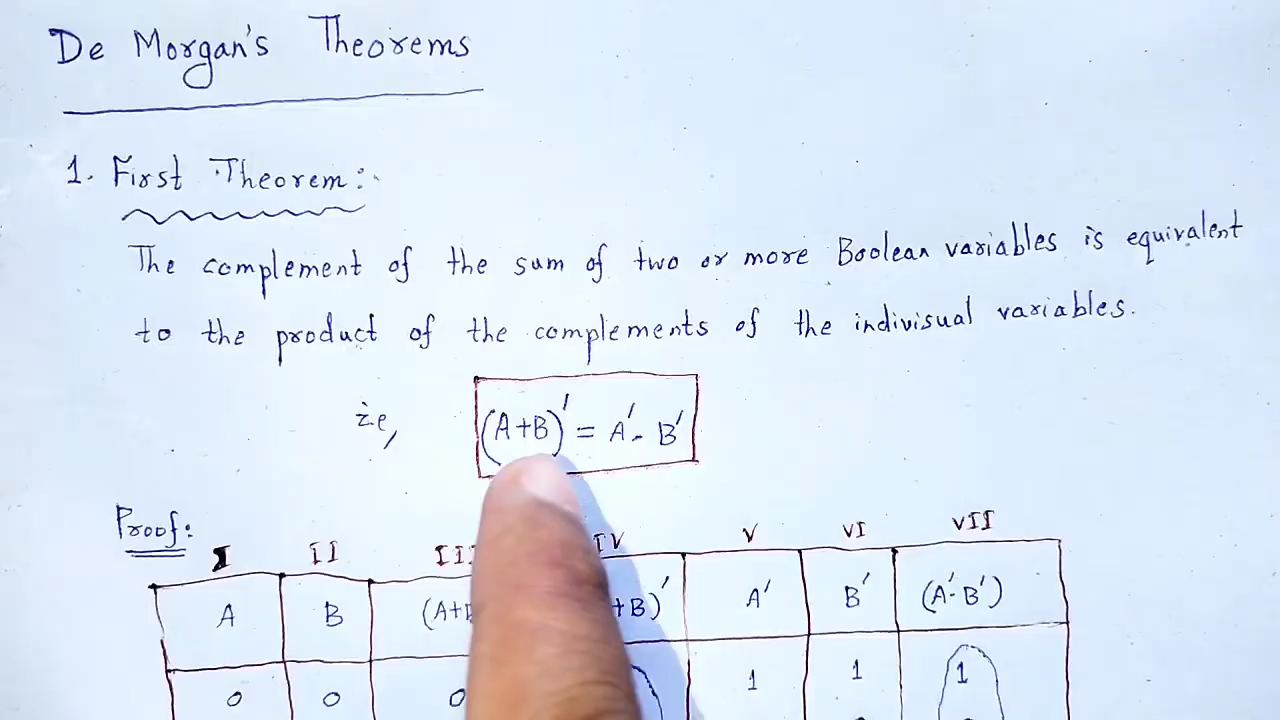 De Morgan's Theorems
1. First Theorem:
The complement of the sum of two or more Boolean variables is equivalent
to the product of the complements of the indivisual variables.
ie, (A+B)' = A'. B'
Proof:
I II III IV V VI VII
A B (A+B +B)' A' B' (A'. B')
0 0 0 1 1 1